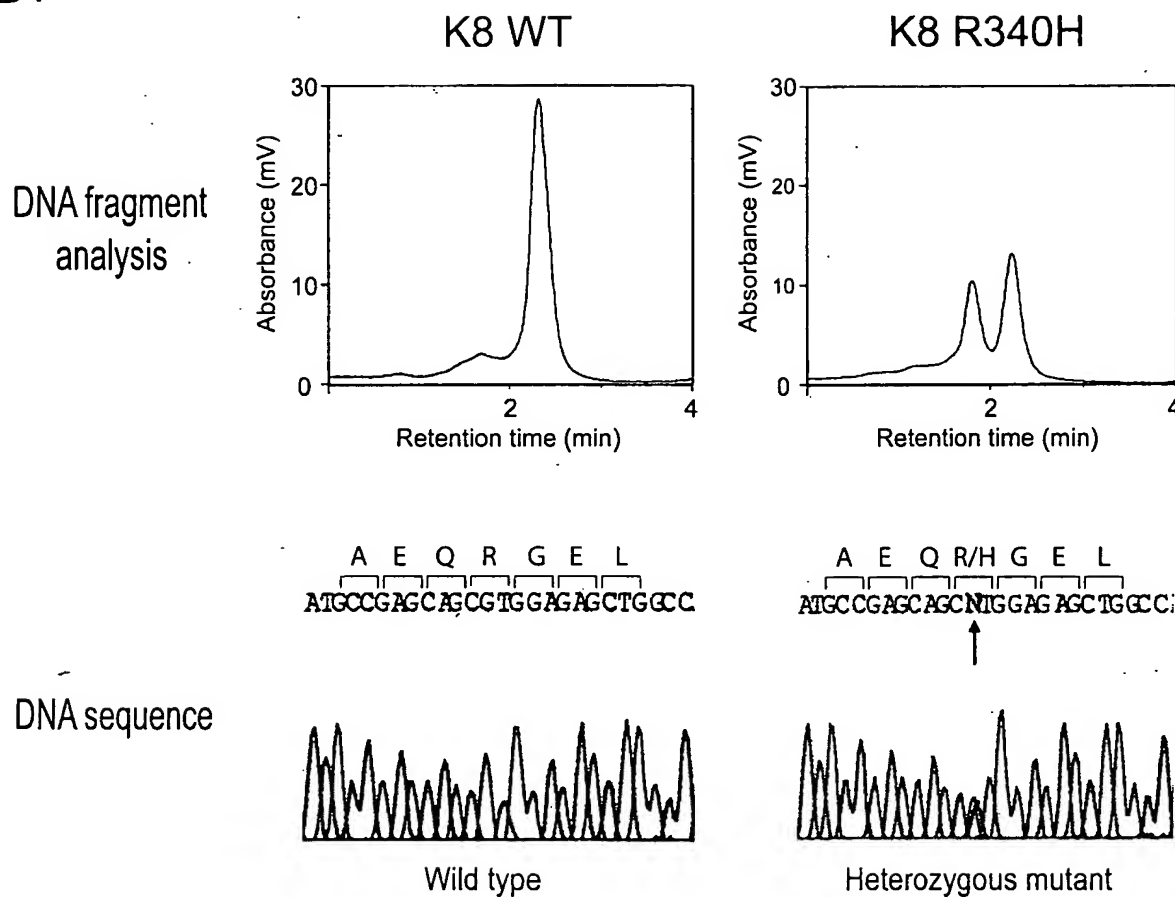 K8 WT
K8 R340H
DNA fragment
analysis
Absorbance (mV)
30
20
10
0
2
4
Retention time (min)
Absorbance (mV)
30
20
10
0
2
4
Retention time (min)
A E Q R G E L
ATGCCGAGCAGCGTGGAGAGCTGGCC
A E Q R/H G E L
ATGCCGAGCAGCNTGGAGAGCTGGCC
DNA sequence
Wild type
Heterozygous mutant